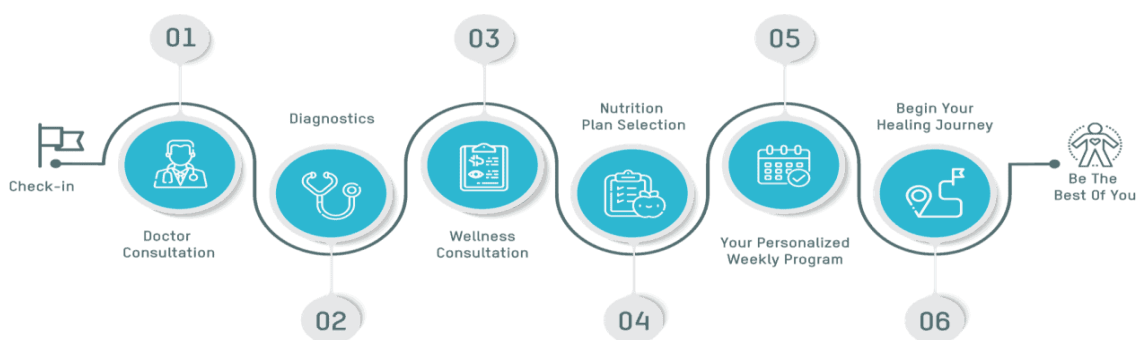 Check-in
01
Doctor
Consultation
Diagnostics
02
03
Wellness
Consultation
Nutrition
Plan Selection
04
05
Your Personalized
Weekly Program
Begin Your
Healing Journey
06
Be The
Best Of You